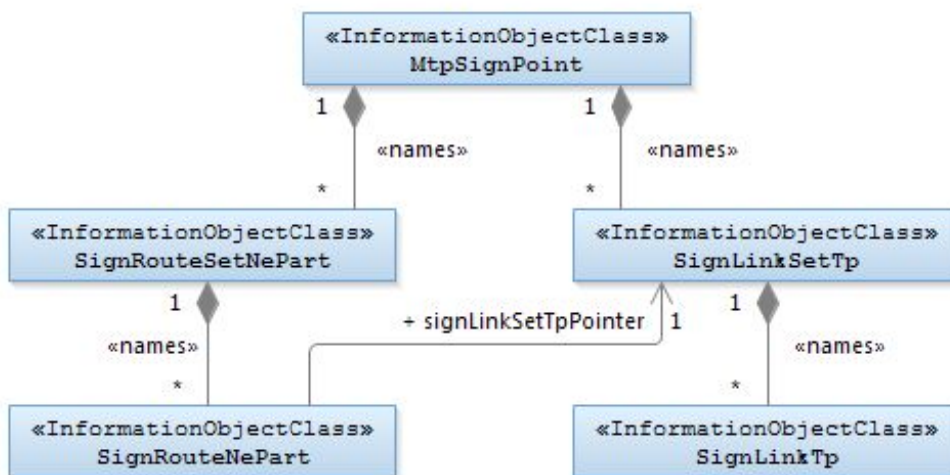 «InformationObjectClass»
MtpSignPoint
1
1
«names»
«names»
*
*
«InformationObjectClass»
SignRouteSetNePart
«InformationObjectClass»
SignLinkSetTp
1
+ signLinkSetTpPointer
1
1
«names»
«names»
*
*
«InformationObjectClass»
SignRouteNePart
«InformationObjectClass»
SignLinkTp